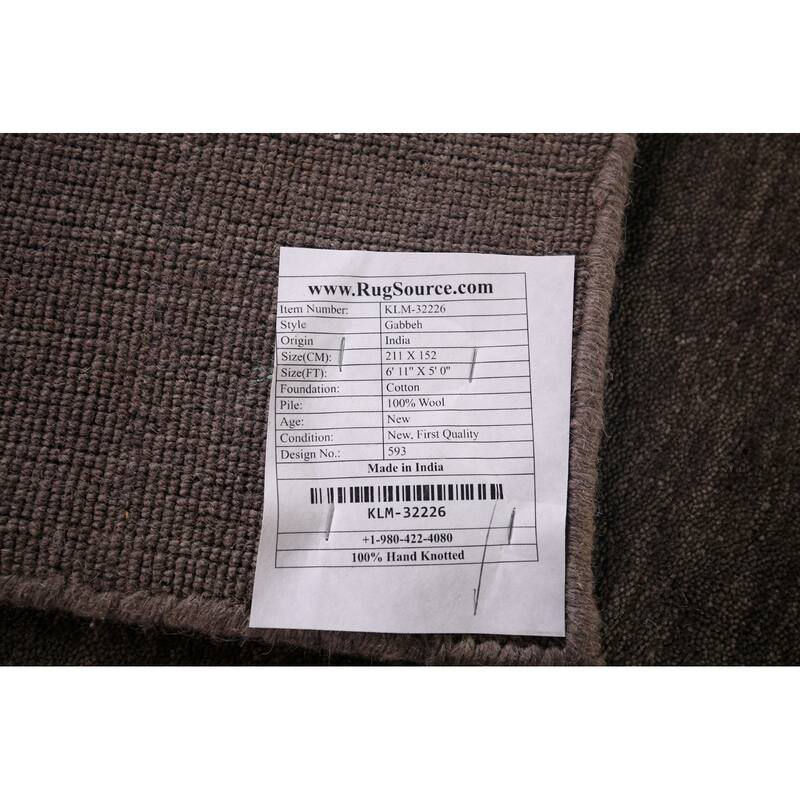 www.RugSource.com
Item Number: KLM-32226
Style Gabbeh
Origin India
Size(CM): 211 X 152
Size(FT): 6' 11" X 5' 0"
Foundation: Cotton
Pile: 100% Wool
Age: New
Condition: New, First Quality
Design No.: 593
Made in India
KLM-32226
+1-980-422-4080
100% Hand Knotted